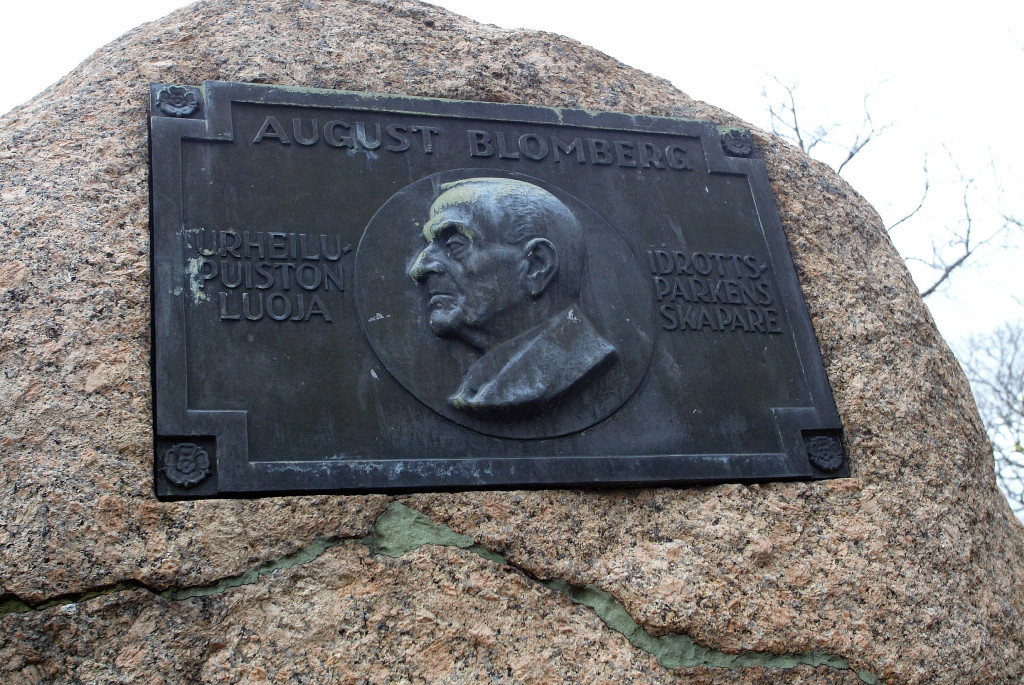 AUGUST BLOMBERG
URHEILU-
PUISTON
LUOJA
IDROTTS-
PARKENS
SKAPARE